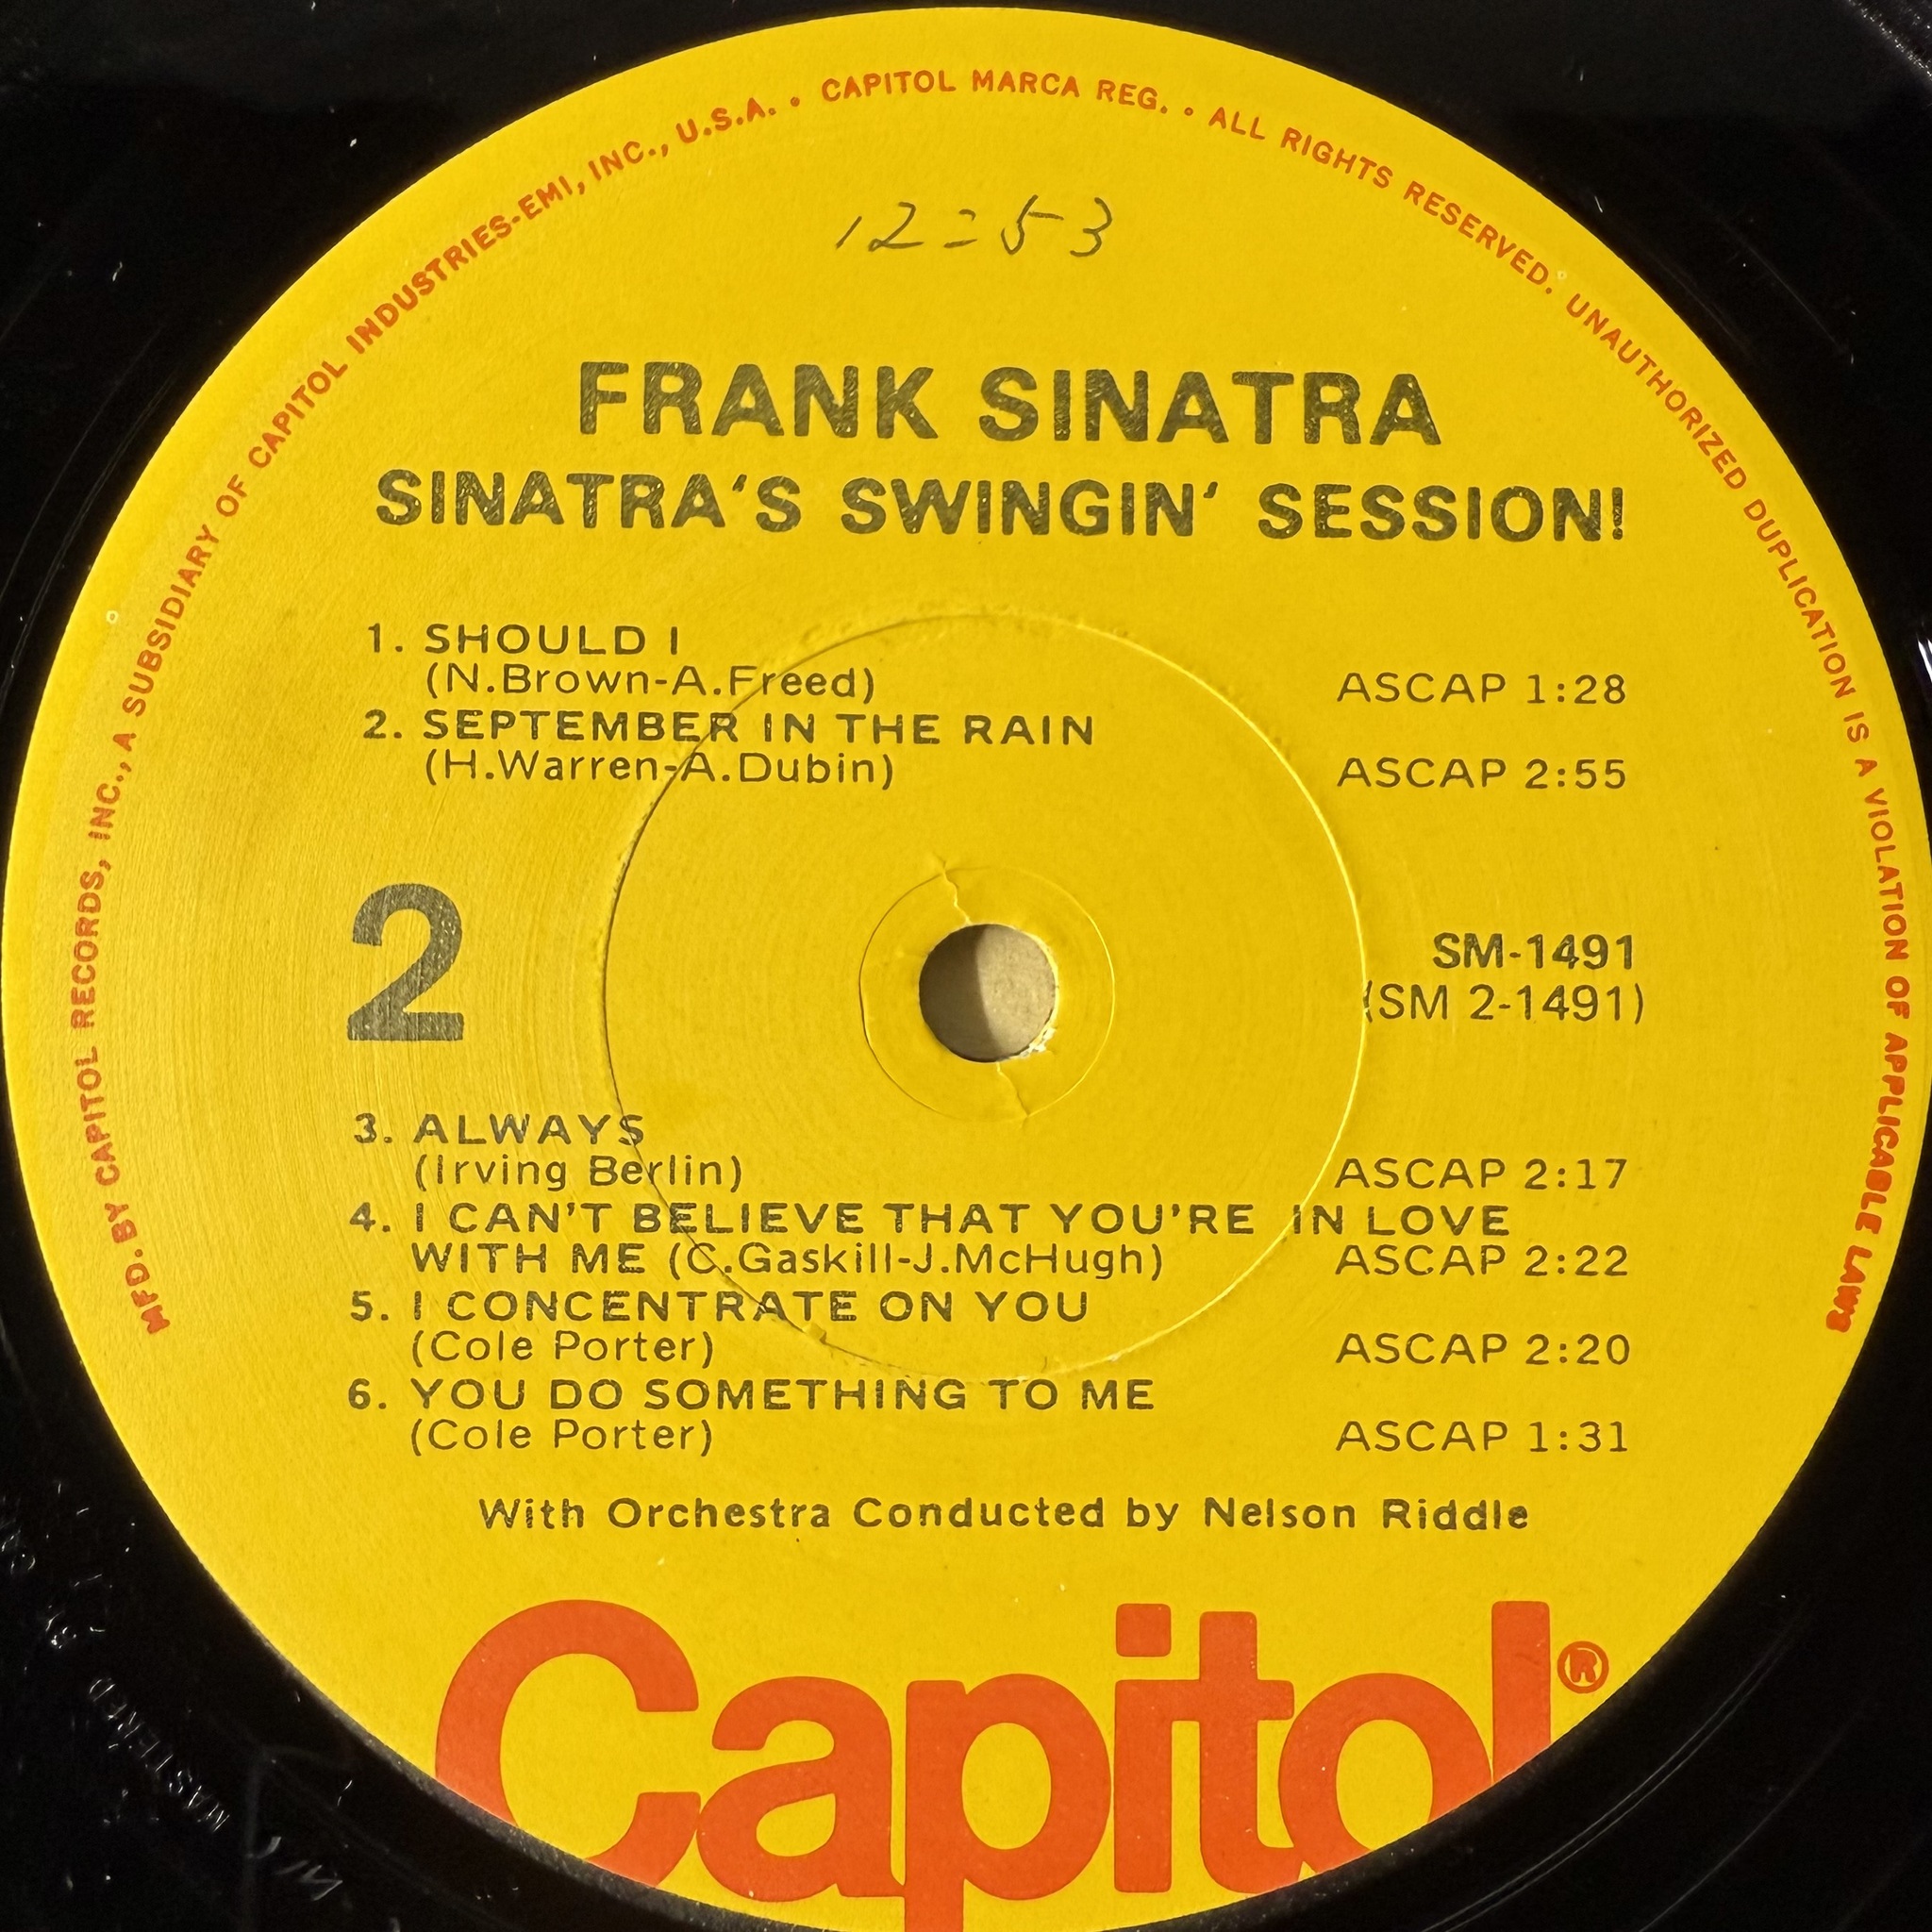 MFD. BY CAPITOL RECORDS, INC., A SUBSIDIARY OF CAPITOL INDUSTRIES-EMI, INC., U.S.A. • CAPITOL MARCA REG. • ALL RIGHTS RESERVED. UNAUTHORIZED DUPLICATION IS A VIOLATION OF APPLICABLE LAWS
12=53
FRANK SINATRA
SINATRA'S SWINGIN' SESSION!
1. SHOULD I
(N.Brown-A.Freed) ASCAP 1:28
2. SEPTEMBER IN THE RAIN
(H.Warren-A.Dubin) ASCAP 2:55
2
SM-1491
(SM 2-1491)
3. ALWAYS
(Irving Berlin) ASCAP 2:17
4. I CAN'T BELIEVE THAT YOU'RE IN LOVE
WITH ME (C.Gaskill-J.McHugh) ASCAP 2:22
5. I CONCENTRATE ON YOU
(Cole Porter) ASCAP 2:20
6. YOU DO SOMETHING TO ME
(Cole Porter) ASCAP 1:31
With Orchestra Conducted by Nelson Riddle
Capitol®
MASTERED